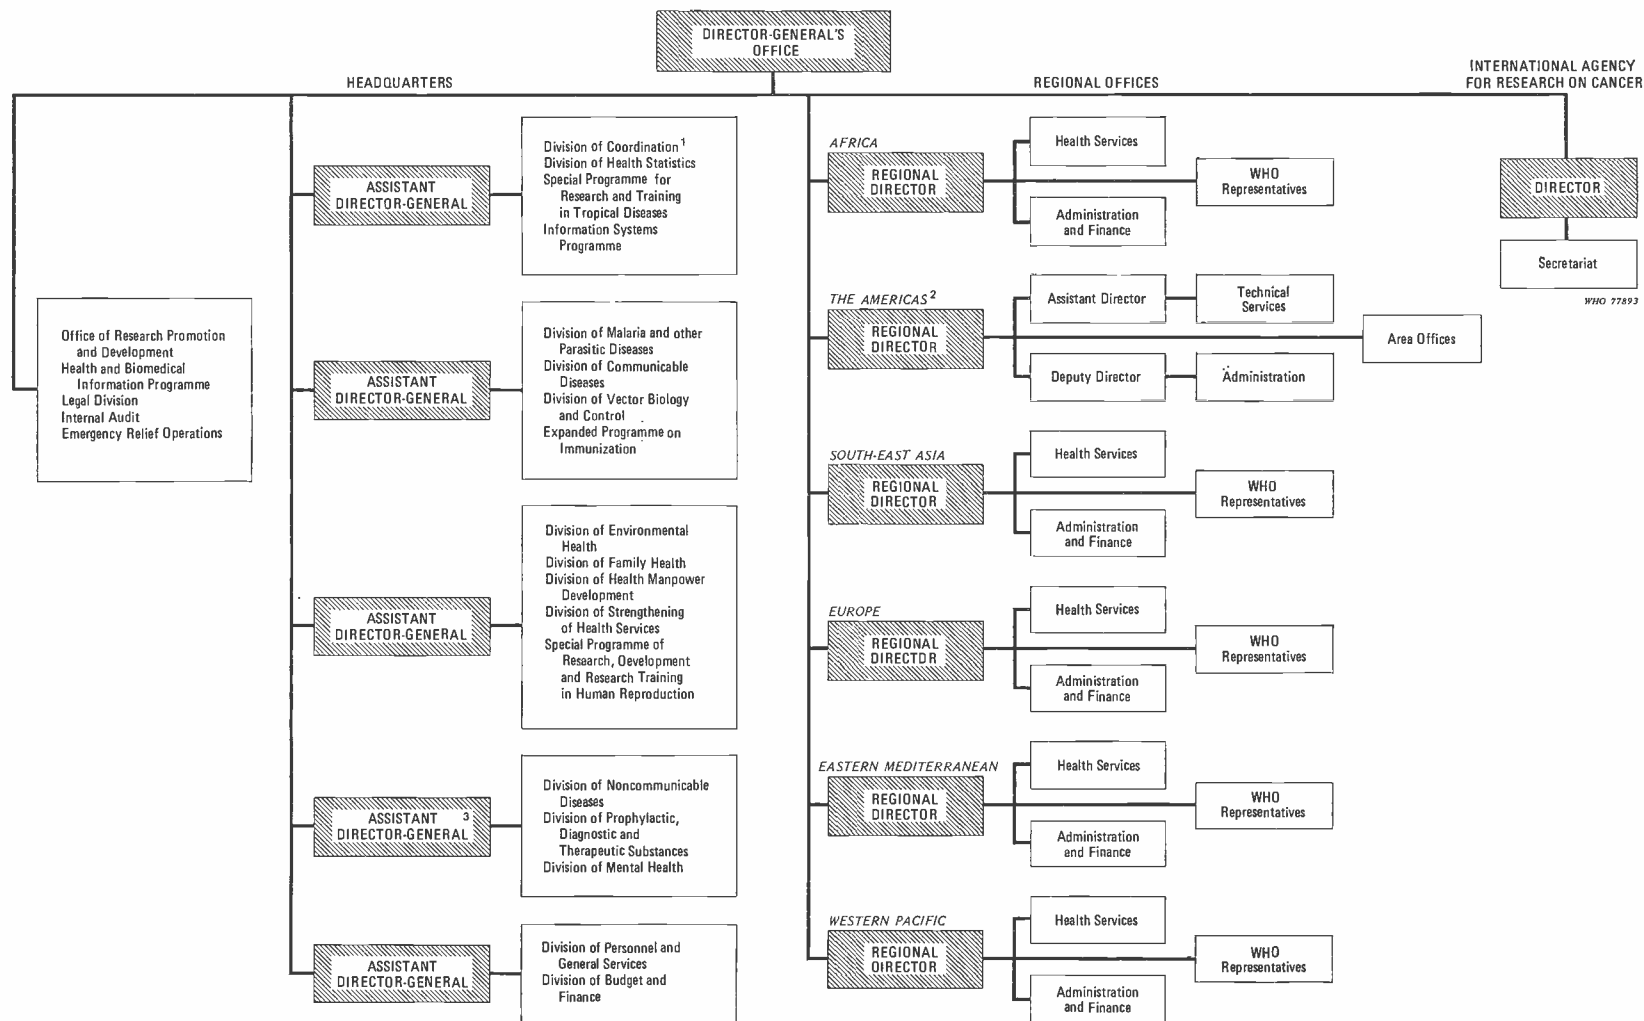 DIRECTOR-GENERAL'S
OFFICE
HEADQUARTERS
REGIONAL OFFICES
INTERNATIONAL AGENCY
FOR RESEARCH ON CANCER
Office of Research Promotion
and Development
Health and Biomedical
Information Programme
Legal Division
Internal Audit
Emergency Relief Operations
ASSISTANT
DIRECTOR-GENERAL
Division of Coordination 1
Division of Health Statistics
Special Programme for
Research and Training
in Tropical Diseases
Information Systems
Programme
ASSISTANT
DIRECTOR-GENERAL
Division of Malaria and other
Parasitic Diseases
Division of Communicable
Diseases
Division of Vector Biology
and Control
Expanded Programme on
Immunization
ASSISTANT
DIRECTOR-GENERAL
Division of Environmental
Health
Division of Family Health
Division of Health Manpower
Development
Division of Strengthening
of Health Services
Special Programme of
Research, Development
and Research Training
in Human Reproduction
ASSISTANT 3
DIRECTOR-GENERAL
Division of Noncommunicable
Diseases
Division of Prophylactic,
Diagnostic and
Therapeutic Substances
Division of Mental Health
ASSISTANT
DIRECTOR-GENERAL
Division of Personnel and
General Services
Division of Budget and
Finance
AFRICA
REGIONAL
DIRECTOR
Health Services
Administration
and Finance
WHO
Representatives
THE AMERICAS 2
REGIONAL
DIRECTOR
Assistant Director
Technical
Services
Deputy Director
Administration
Area Offices
SOUTH-EAST ASIA
REGIONAL
DIRECTOR
Health Services
Administration
and Finance
WHO
Representatives
EUROPE
REGIONAL
DIRECTOR
Health Services
Administration
and Finance
WHO
Representatives
EASTERN MEDITERRANEAN
REGIONAL
DIRECTOR
Health Services
Administration
and Finance
WHO
Representatives
WESTERN PACIFIC
REGIONAL
DIRECTOR
Health Services
Administration
and Finance
WHO
Representatives
DIRECTOR
Secretariat
WHO 77893